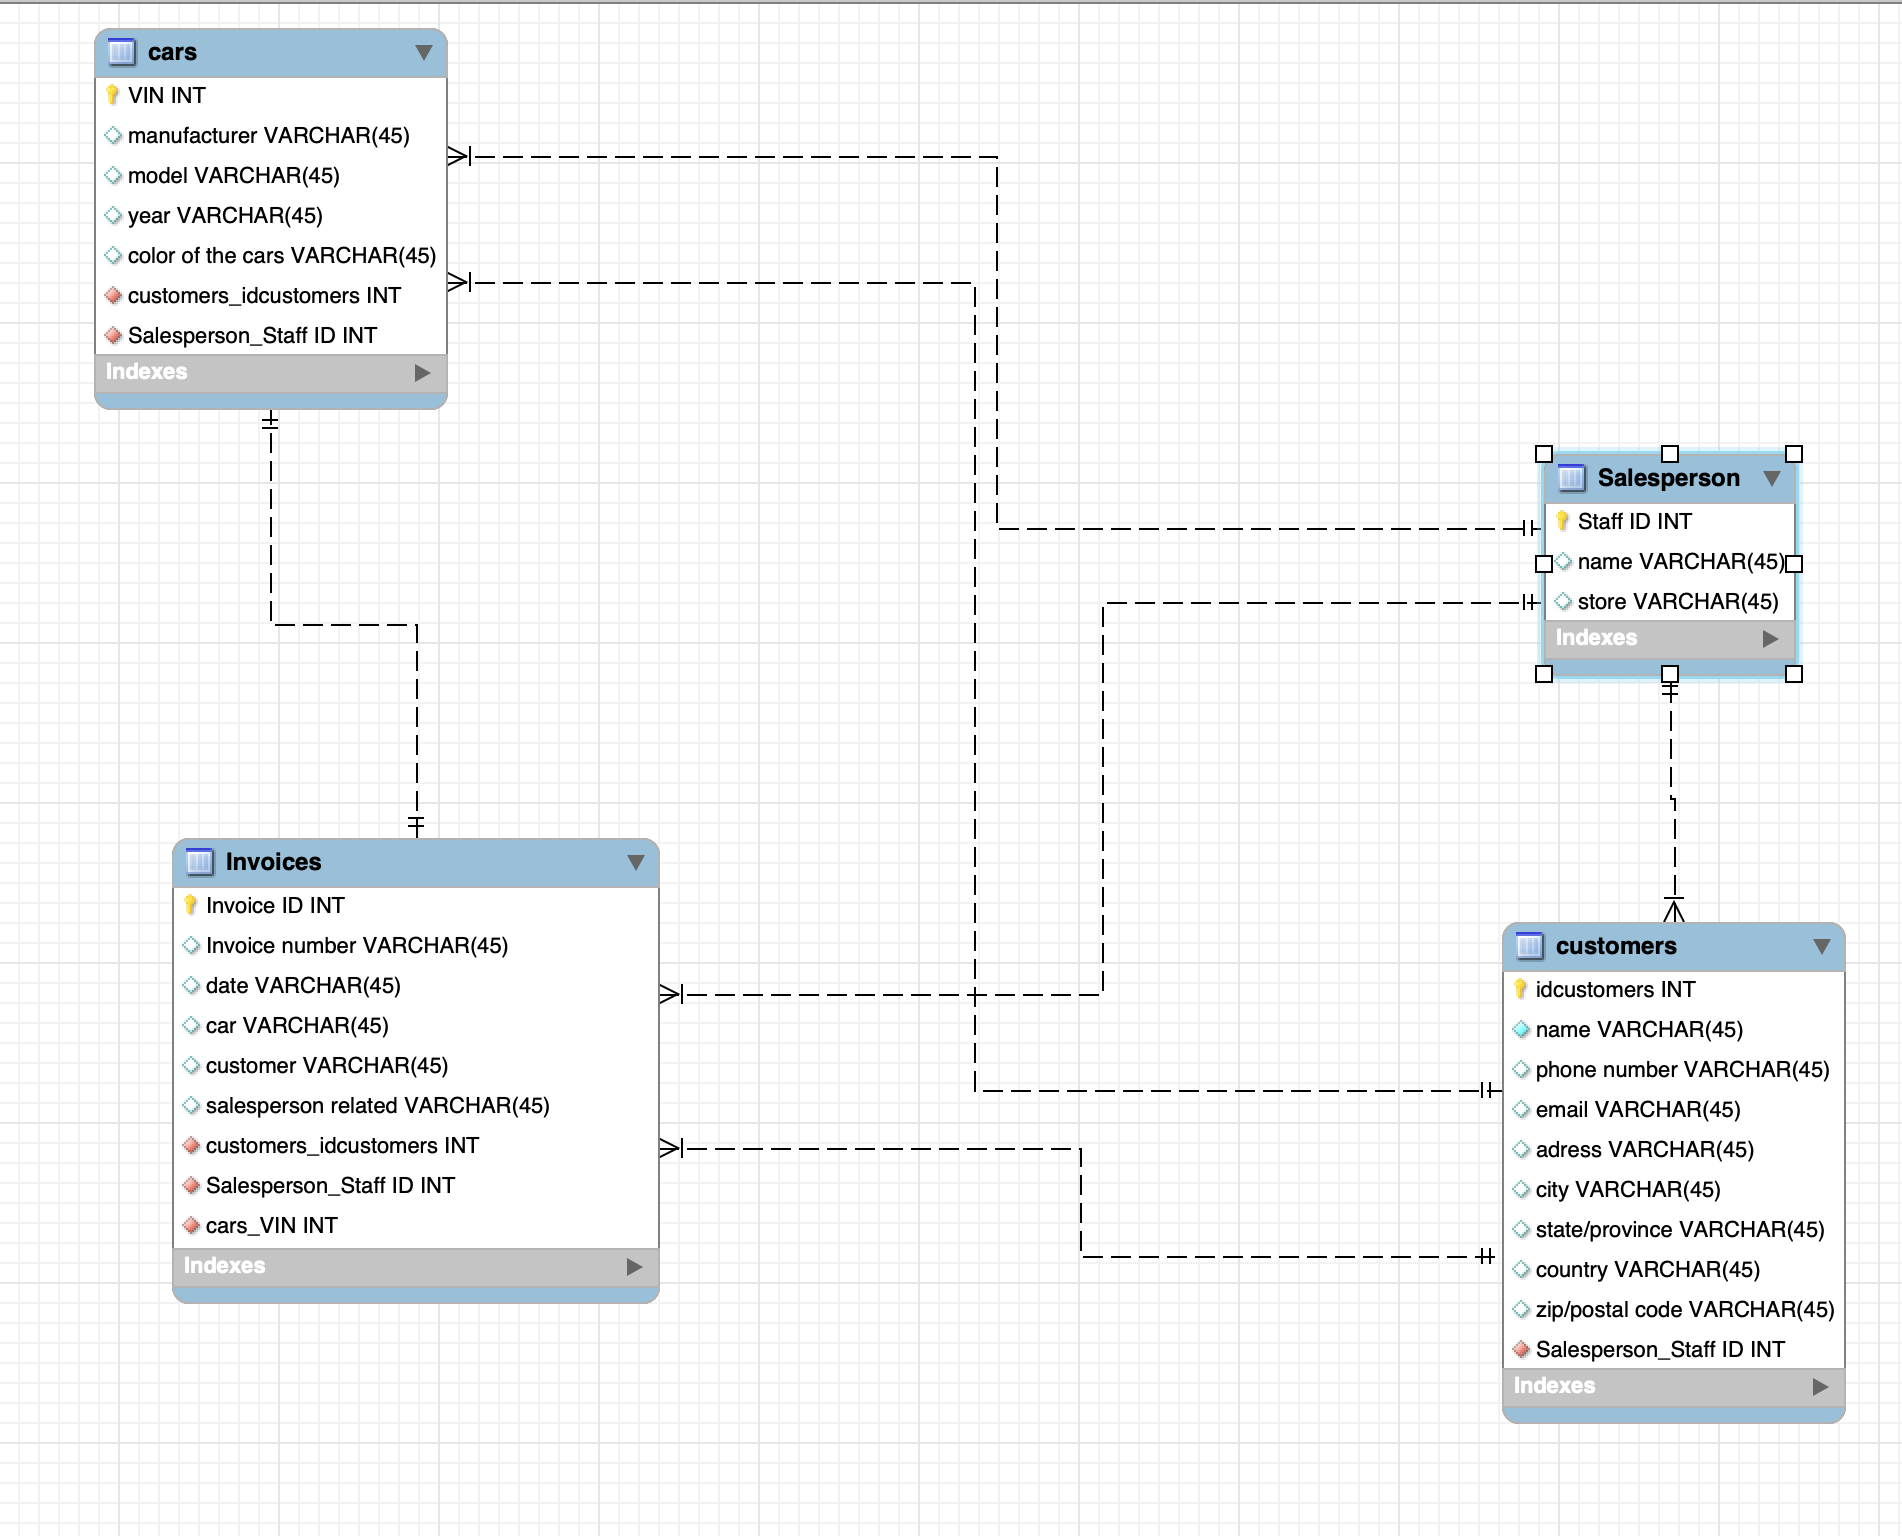 cars
VIN INT
manufacturer VARCHAR(45)
model VARCHAR(45)
year VARCHAR(45)
color of the cars VARCHAR(45)
customers_idcustomers INT
Salesperson_Staff ID INT
Indexes
Salesperson
Staff ID INT
name VARCHAR(45)
store VARCHAR(45)
Indexes
Invoices
Invoice ID INT
Invoice number VARCHAR(45)
date VARCHAR(45)
car VARCHAR(45)
customer VARCHAR(45)
salesperson related VARCHAR(45)
customers_idcustomers INT
Salesperson_Staff ID INT
cars_VIN INT
Indexes
customers
idcustomers INT
name VARCHAR(45)
phone number VARCHAR(45)
email VARCHAR(45)
adress VARCHAR(45)
city VARCHAR(45)
state/province VARCHAR(45)
country VARCHAR(45)
zip/postal code VARCHAR(45)
Salesperson_Staff ID INT
Indexes